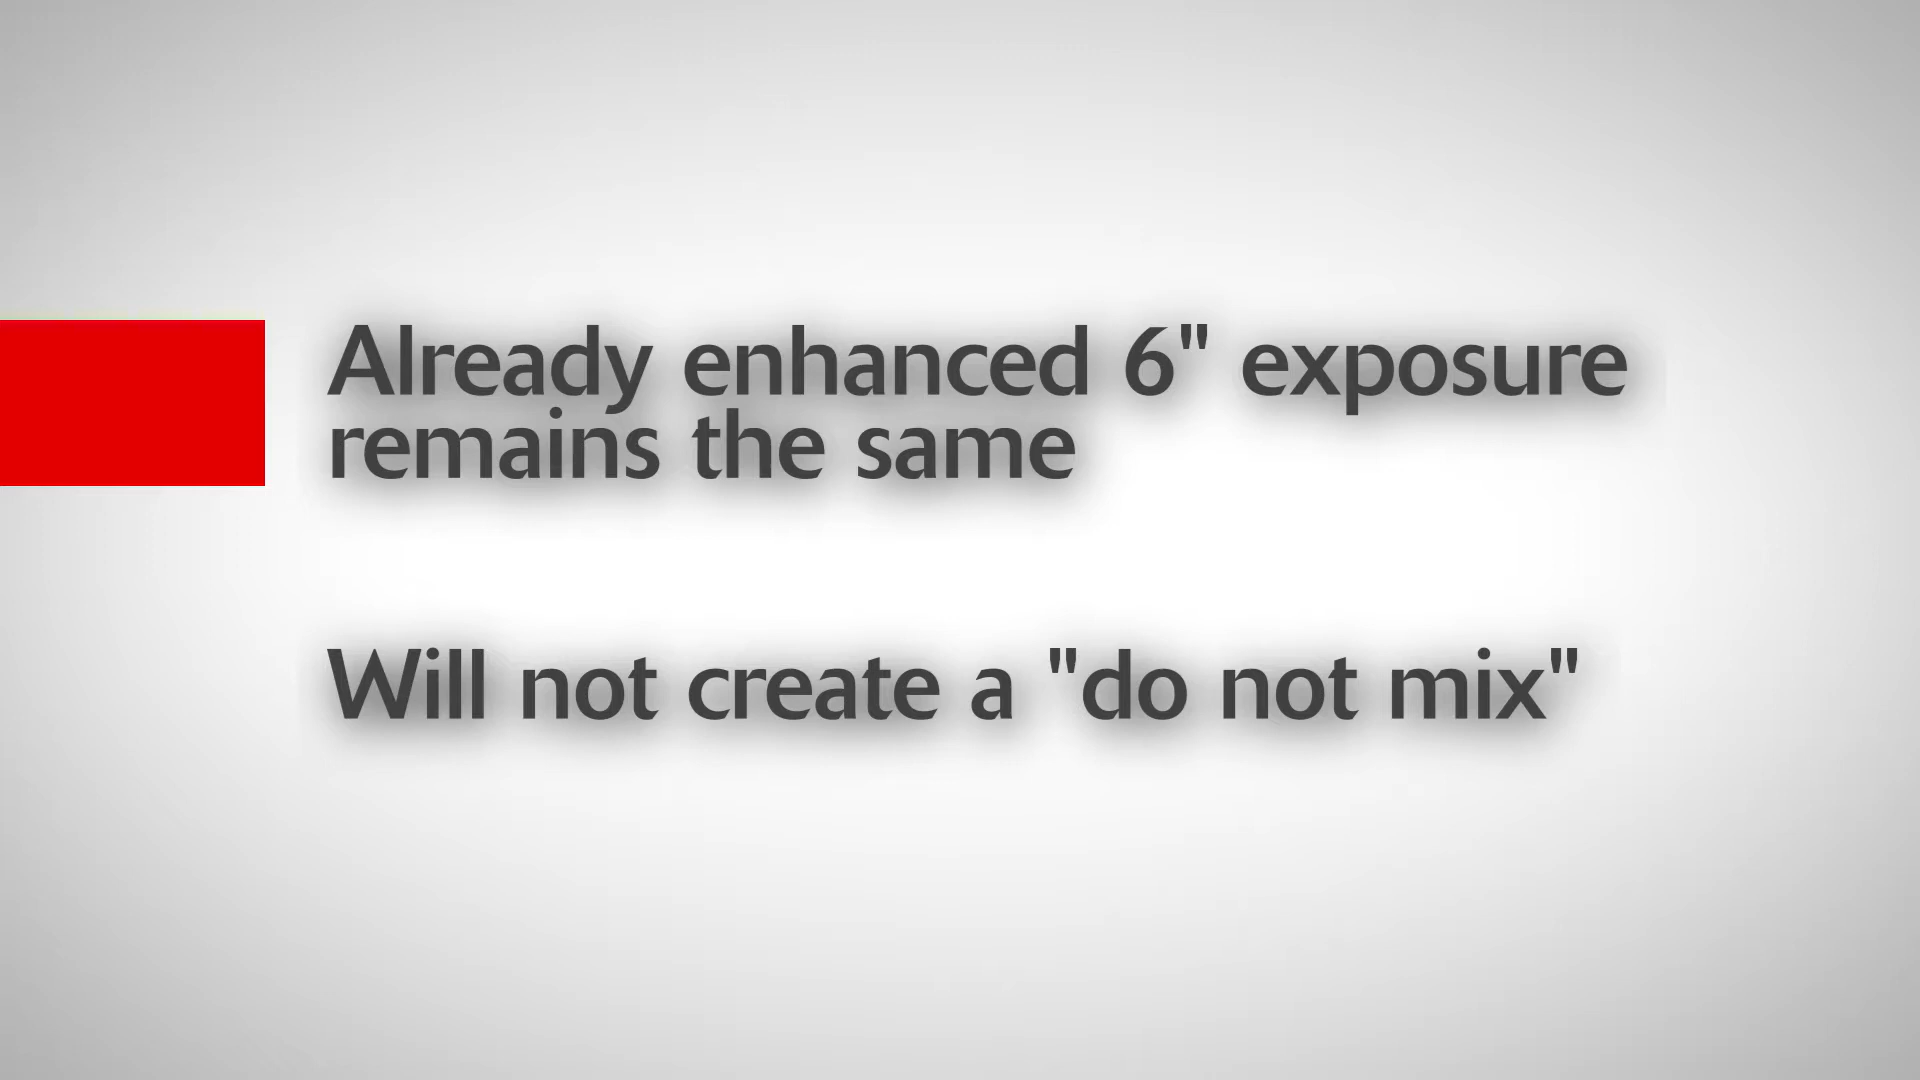 Already enhanced 6" exposure
remains the same
Will not create a "do not mix"